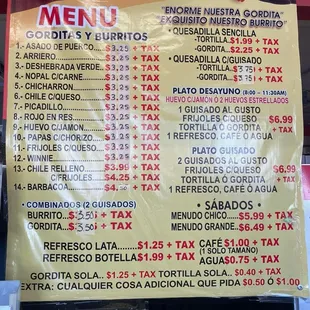 MENU
GORDITAS Y BURRITOS
1.- ASADO DE PUERCO...$3.25 + TAX
2. ARRIERO $3.25 + TAX
3.- DESHEBRADA VERDE.. $3.25 + TAX
4.- NOPAL C/CARNE $3.25 + TAX
5.- CHICHARRON $3.25 + TAX
6.- CHILE C/QUESO $3.25 + TAX
7.- PICADILLO $3.25 + TAX
8.- ROJO EN RES $3.25 + TAX
9.- HUEVO C/JAMÓN $3.25 + TAX
10.- PAPAS C/CHORIZO $3.25 + TAX
11.- FRIJOLES C/QUESO $3.25 + TAX
12.- WINNIE $3.25 + TAX
13.- CHILE RELLENO $3.99 + TAX
C/FRIJOLES $4.25 + TAX
14.- BARBACOA $4.50 + TAX
• COMBINADOS (2 GUISADOS)
BURRITO...$3.50 + TAX
GORDITA...$3.50 + TAX
"ENORME NUESTRA GORDITA"
"EXQUISITO NUESTRO BURRITO"
• QUESADILLA SENCILLA
-TORTILLA.$1.99 + TAX
-GORDITA..$2.25 + TAX
• QUESADILLA C/GUISADO
-TORTILLA...$3.75 + TAX
-GORDITA...$3.75 + TAX
PLATO DESAYUNO (8:00 - 11:30AM)
HUEVO C/JAMON O 2 HUEVOS ESTRELLADOS
1 GUISADO AL GUSTO
FRIJOLES C/QUESO $6.99
TORTILLA Ó GORDITA + TAX
1 REFRESCO, CAFÉ Ó AGUA
PLATO GUISADO
2 GUISADOS AL GUSTO
FRIJOLES C/QUESO $6.99
TORTILLA Ó GORDITA + TAX
1 REFRESCO, CAFÉ Ó AGUA
• SÁBADOS •
MENUDO CHICO.....$5.99 + TAX
MENUDO GRANDE...$6.49 + TAX
REFRESCO LATA........$1.25 + TAX
REFRESCO BOTELLA $1.99 + TAX
CAFÉ $1.00 + TAX
(1 SOLO TAMAÑO)
AGUA $0.75 + TAX
GORDITA SOLA.. $1.25 + TAX TORTILLA SOLA.. $0.40 + TAX
EXTRA: CUALQUIER COSA ADICIONAL QUE PIDA $0.50 O $1.00